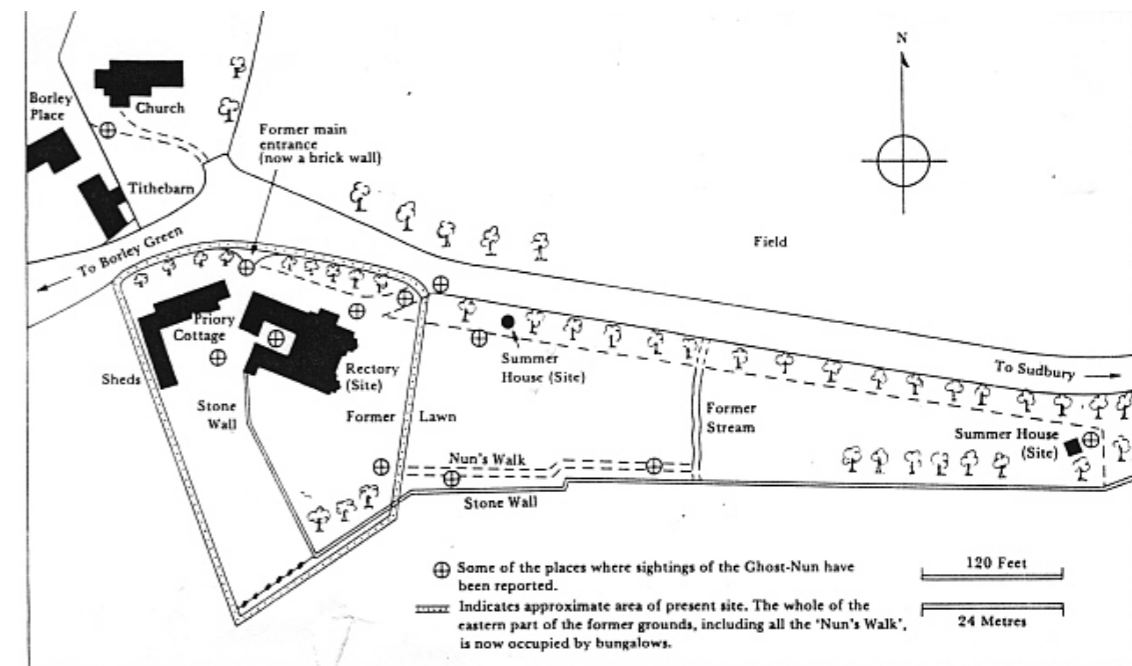 N
Borley
Place
Church
Former main
entrance
(now a brick wall)
Tithebarn
Field
To Borley Green
Priory
Cottage
Summer
House (Site)
To Sudbury
Sheds
Rectory
(Site)
Stone
Wall
Former Lawn
Former
Stream
Summer House
(Site)
Nun's Walk
Stone Wall
Some of the places where sightings of the Ghost-Nun have
been reported.
120 Feet
Indicates approximate area of present site. The whole of the
eastern part of the former grounds, including all the 'Nun's Walk',
is now occupied by bungalows.
24 Metres